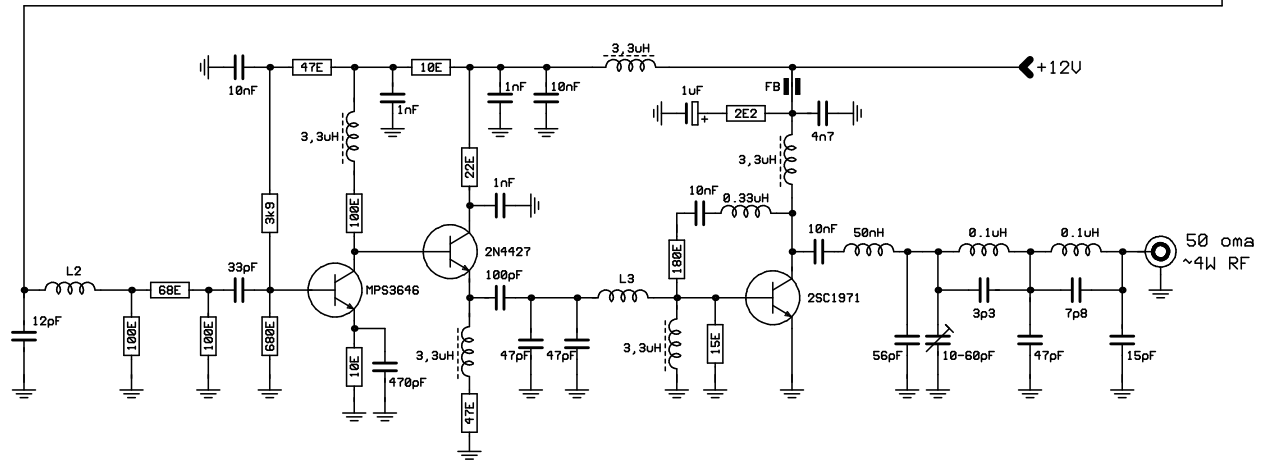 3,3uH
47E
10E
+12V
10nF
1nF
1nF
10nF
FB
1uF
+
2E2
4n7
3,3uH
3,3uH
22E
1nF
10nF
0.33uH
3k9
100E
2N4427
180E
10nF
50nH
0.1uH
0.1uH
50 oma
~4W RF
L2
33pF
68E
MPS3646
100pF
L3
2SC1971
12pF
100E
100E
680E
10E
470pF
3,3uH
47E
47pF
47pF
3,3uH
15E
56pF
10-60pF
3p3
7p8
47pF
15pF